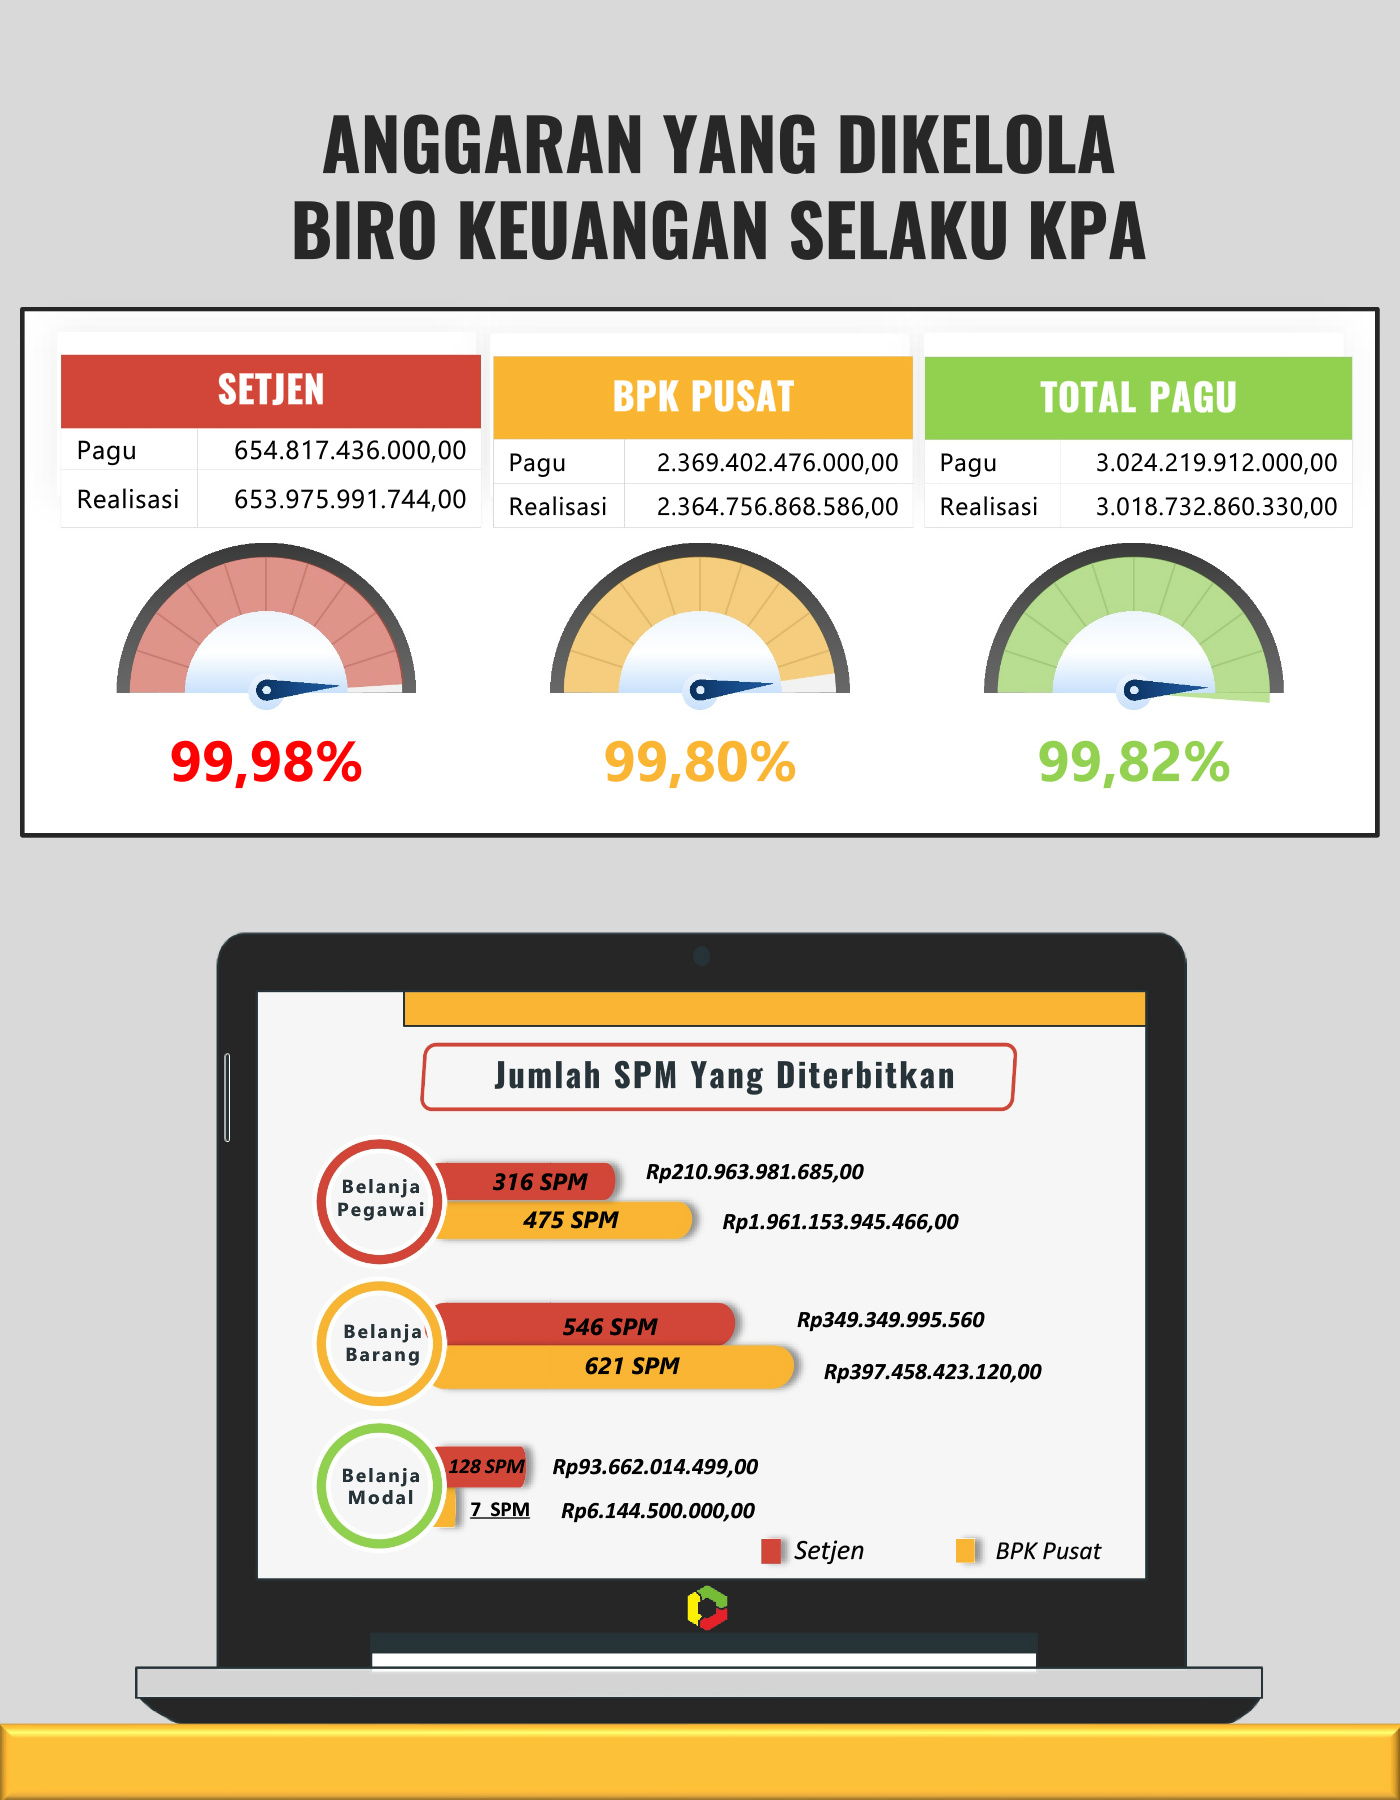 ANGGARAN YANG DIKELOLA
BIRO KEUANGAN SELAKU KPA
SETJEN
Pagu 654.817.436.000,00
Realisasi 653.975.991.744,00
99,98%
BPK PUSAT
Pagu 2.369.402.476.000,00
Realisasi 2.364.756.868.586,00
99,80%
TOTAL PAGU
Pagu 3.024.219.912.000,00
Realisasi 3.018.732.860.330,00
99,82%
Jumlah SPM Yang Diterbitkan
Belanja
Pegawai
316 SPM Rp210.963.981.685,00
475 SPM Rp1.961.153.945.466,00
Belanja
Barang
546 SPM Rp349.349.995.560
621 SPM Rp397.458.423.120,00
Belanja
Modal
128 SPM Rp93.662.014.499,00
7 SPM Rp6.144.500.000,00
Setjen BPK Pusat